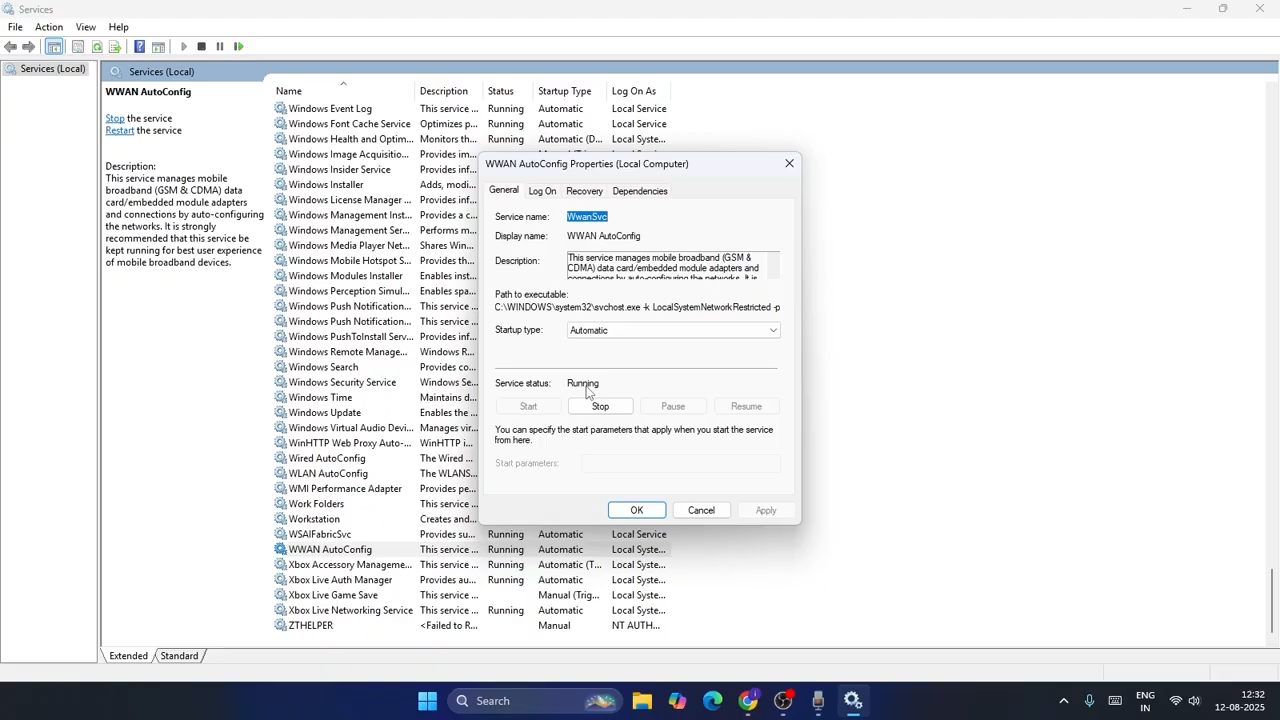 Services
File Action View Help
Services (Local)
Services (Local)
WWAN AutoConfig
Stop the service
Restart the service
Description:
This service manages mobile
broadband (GSM & CDMA) data
card/embedded module adapters
and connections by auto-configuring
the networks. It is strongly
recommended that this service be
kept running for best user experience
of mobile broadband devices.
Name Description Status Startup Type Log On As
Windows Event Log This service ... Running Automatic Local Service
Windows Font Cache Service Optimizes p... Running Automatic Local Service
Windows Health and Optim... Monitors th... Running Automatic (D... Local Syste...
Windows Image Acquisitio... Provides im...
Windows Insider Service Provides inf...
Windows Installer Adds, modi...
Windows License Manager ... Provides inf...
Windows Management Inst... Provides a c...
Windows Management Serv... Performs m...
Windows Media Player Net... Shares Win...
Windows Mobile Hotspot S... Provides th...
Windows Modules Installer Enables inst...
Windows Perception Simul... Enables spa...
Windows Push Notification... This service ...
Windows Push Notification... This service ...
Windows PushToInstall Serv... Provides inf...
Windows Remote Manage... Windows R...
Windows Search Provides co...
Windows Security Service Windows Se...
Windows Time Maintains d...
Windows Update Enables the ...
Windows Virtual Audio Devi... Manages au...
WinHTTP Web Proxy Auto-... WinHTTP i...
Wired AutoConfig The Wired ...
WLAN AutoConfig The WLANS...
WMI Performance Adapter Provides pe...
Work Folders This service ...
Workstation Creates and...
WSAIFabricSvc Provides su... Running Automatic Local Service
WWAN AutoConfig This service ... Running Automatic Local Syste...
Xbox Accessory Manageme... This service ... Running Automatic (T... Local Syste...
Xbox Live Auth Manager Provides au... Running Automatic Local Syste...
Xbox Live Game Save This service ... Manual (Trig... Local Syste...
Xbox Live Networking Service This service ... Running Automatic Local Syste...
ZTHELPER <Failed to R... Manual NT AUTH...
WWAN AutoConfig Properties (Local Computer)
General Log On Recovery Dependencies
Service name: WwanSvc
Display name: WWAN AutoConfig
Description: This service manages mobile broadband (GSM &
CDMA) data card/embedded module adapters and
connections by auto-configuring the networks. It is
Path to executable:
C:\WINDOWS\system32\svchost.exe -k LocalSystemNetworkRestricted -p
Startup type: Automatic
Service status: Running
Start Stop Pause Resume
You can specify the start parameters that apply when you start the service
from here.
Start parameters:
OK Cancel Apply
Extended Standard
Search
ENG
IN
12:32
12-08-2025